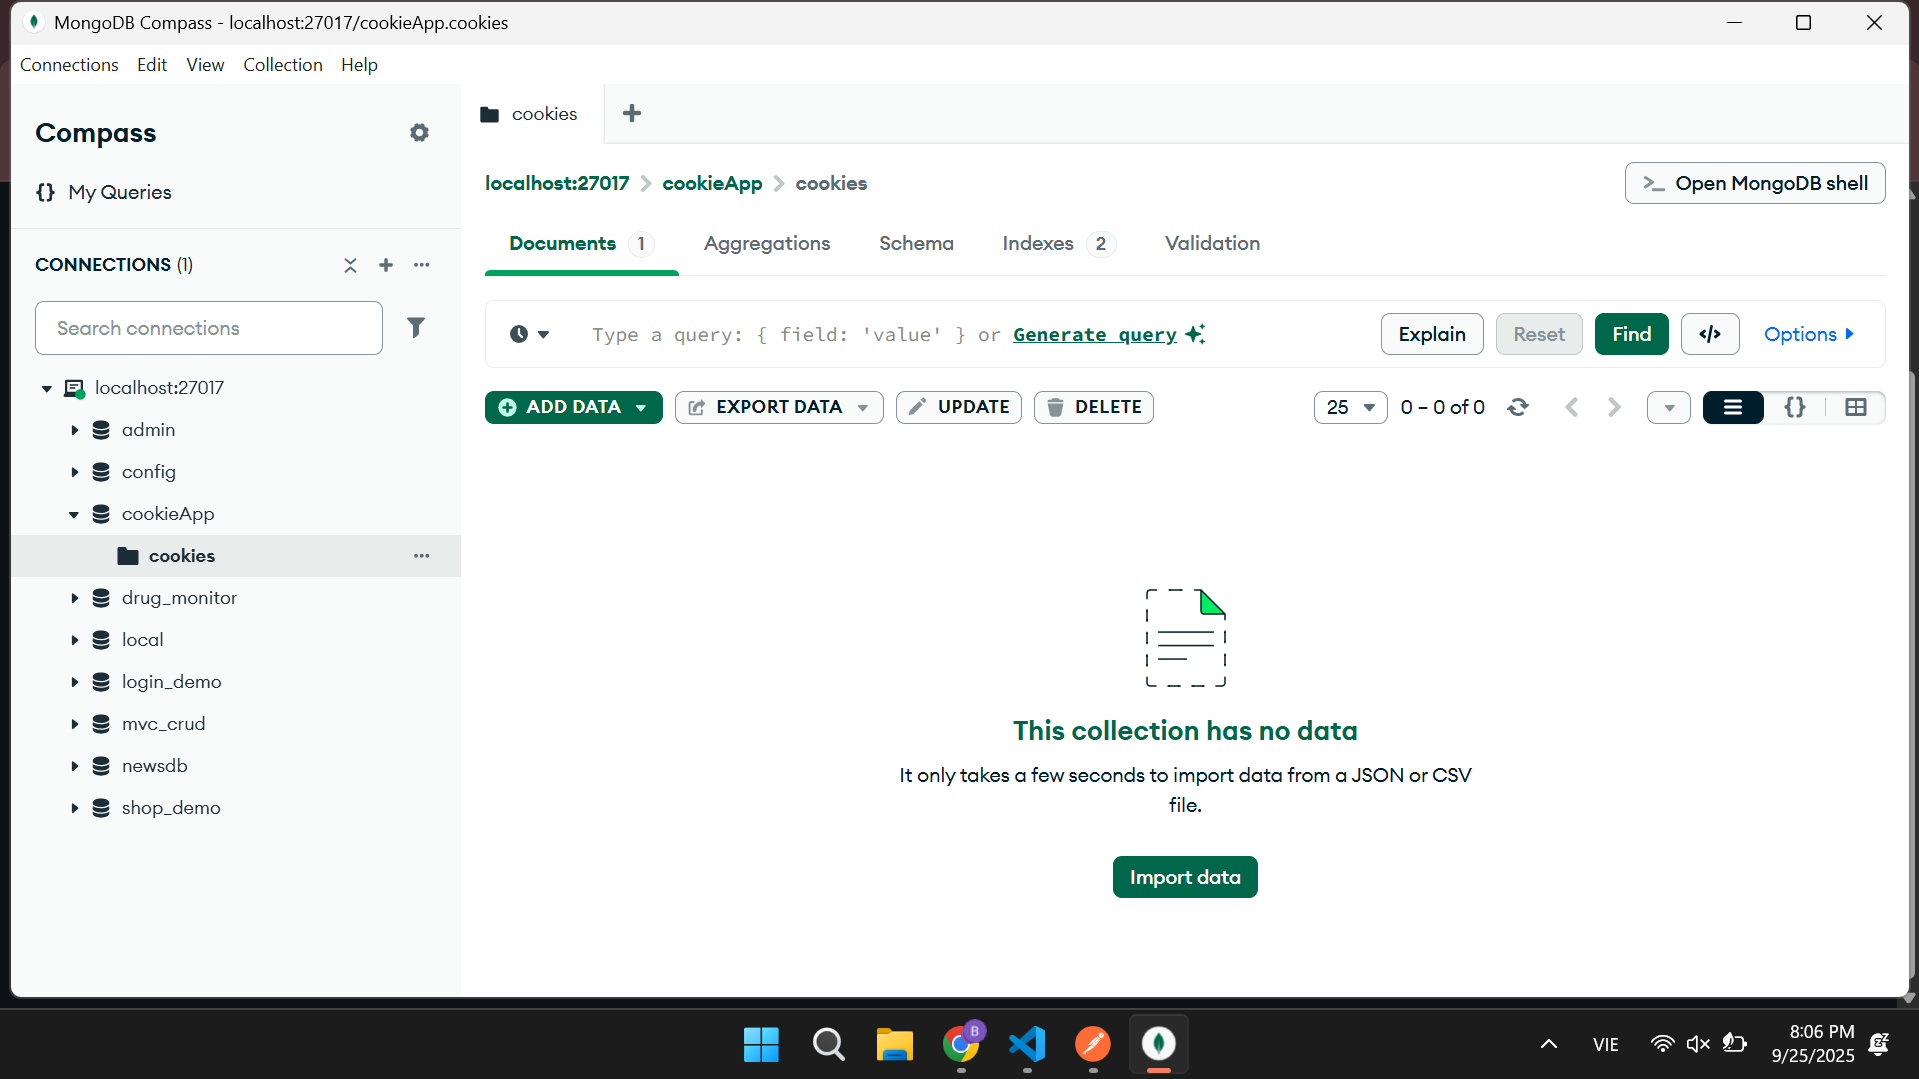 MongoDB Compass - localhost:27017/cookieApp.cookies
Connections Edit View Collection Help
Compass
{} My Queries
CONNECTIONS (1)
Search connections
localhost:27017
admin
config
cookieApp
cookies
drug_monitor
local
login_demo
mvc_crud
newsdb
shop_demo
cookies
localhost:27017 > cookieApp > cookies
>_ Open MongoDB shell
Documents 1 Aggregations Schema Indexes 2 Validation
Type a query: { field: 'value' } or Generate query
Explain Reset Find </> Options
ADD DATA EXPORT DATA UPDATE DELETE
25 0 – 0 of 0 {}
This collection has no data
It only takes a few seconds to import data from a JSON or CSV
file.
Import data
B
VIE
8:06 PM
9/25/2025